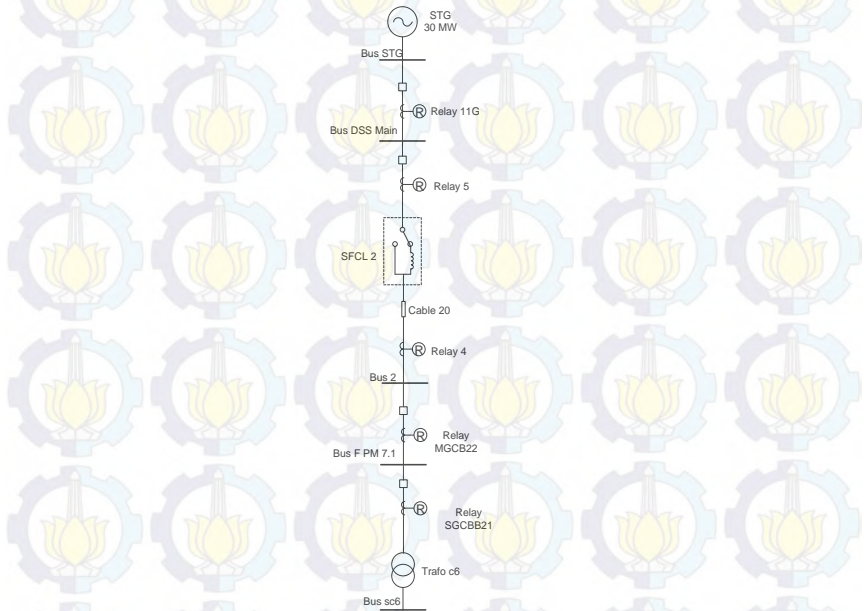 STG
30 MW
Bus STG
Relay 11G
Bus DSS Main
Relay 5
SFCL 2
Cable 20
Relay 4
Bus 2
Relay
MGCB22
Bus F PM 7.1
Relay
SGCBB21
Trafo c6
Bus sc6